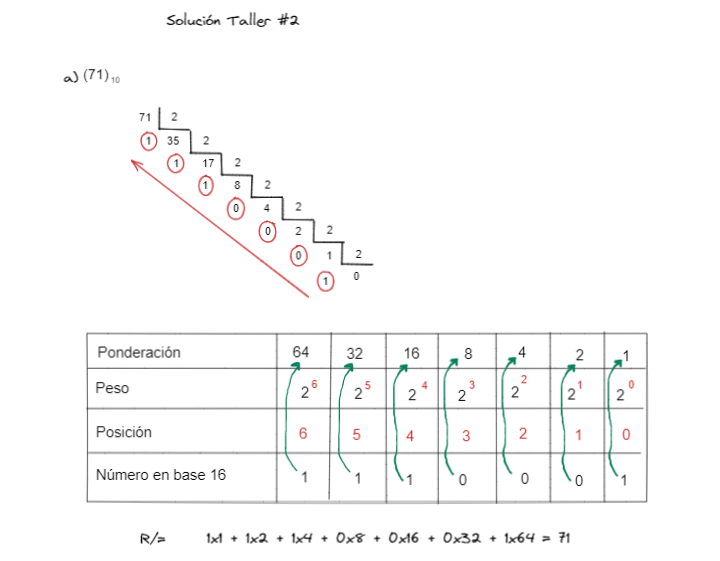 Solución Taller #2
a) (71)10
71 2
1 35 2
1 17 2
1 8 2
0 4 2
0 2 2
0 1 2
1 0
Ponderación 64 32 16 8 4 2 1
Peso 2^6 2^5 2^4 2^3 2^2 2^1 2^0
Posición 6 5 4 3 2 1 0
Número en base 16 1 1 1 0 0 0 1
R/= 1x1 + 1x2 + 1x4 + 0x8 + 0x16 + 0x32 + 1x64 = 71